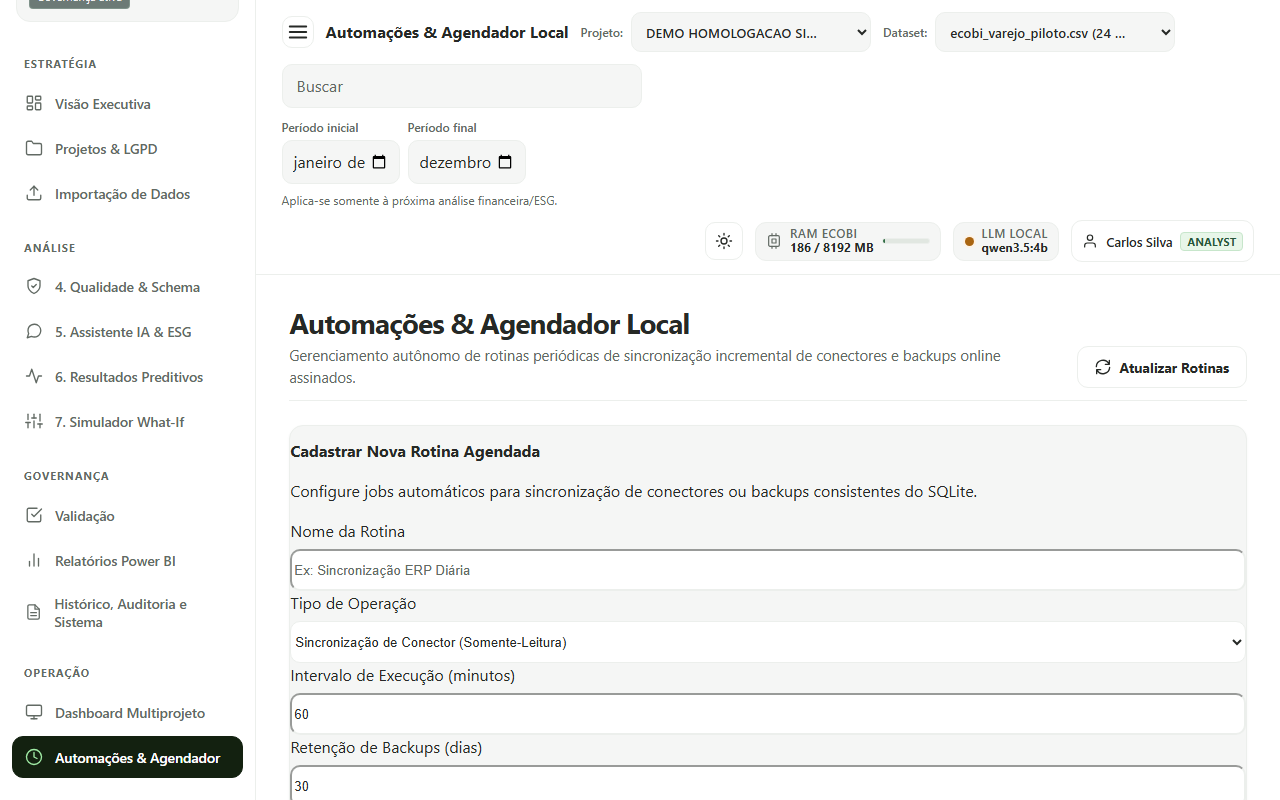 ESTRATÉGIA
Visão Executiva
Projetos & LGPD
Importação de Dados
ANÁLISE
4. Qualidade & Schema
5. Assistente IA & ESG
6. Resultados Preditivos
7. Simulador What-If
GOVERNANÇA
Validação
Relatórios Power BI
Histórico, Auditoria e
Sistema
OPERAÇÃO
Dashboard Multiprojeto
Automações & Agendador
Automações & Agendador Local
Projeto:
DEMO HOMOLOGACAO SI...
Dataset:
ecobi_varejo_piloto.csv (24 ...
Buscar
Período inicial
Período final
janeiro de
dezembro
Aplica-se somente à próxima análise financeira/ESG.
RAM ECOBI
186 / 8192 MB
LLM LOCAL
qwen3.5:4b
Carlos Silva
ANALYST
Automações & Agendador Local
Gerenciamento autônomo de rotinas periódicas de sincronização incremental de conectores e backups online
assinados.
Atualizar Rotinas
Cadastrar Nova Rotina Agendada
Configure jobs automáticos para sincronização de conectores ou backups consistentes do SQLite.
Nome da Rotina
Ex: Sincronização ERP Diária
Tipo de Operação
Sincronização de Conector (Somente-Leitura)
Intervalo de Execução (minutos)
60
Retenção de Backups (dias)
30